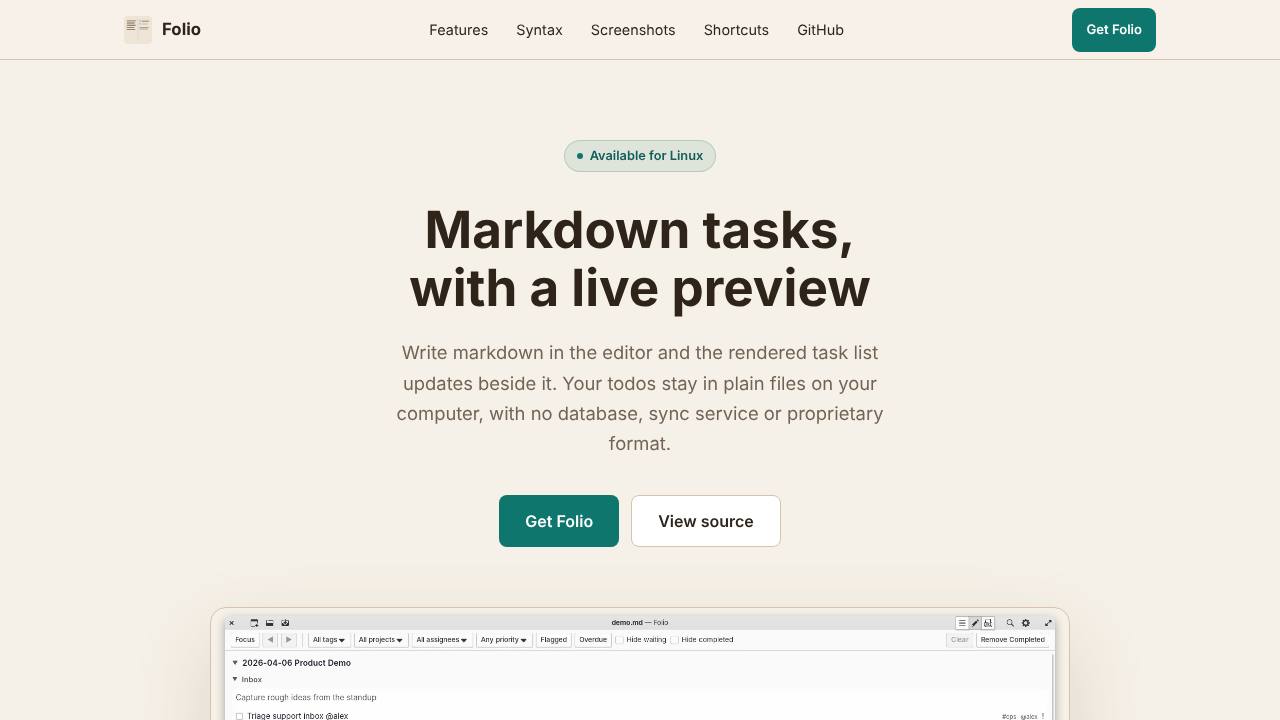 Folio
Features
Syntax
Screenshots
Shortcuts
GitHub
Get Folio
Available for Linux
Markdown tasks,
with a live preview
Write markdown in the editor and the rendered task list
updates beside it. Your todos stay in plain files on your
computer, with no database, sync service or proprietary
format.
Get Folio
View source
demo.md — Folio
Focus
All tags
All projects
All assignees
Any priority
Flagged
Overdue
Hide waiting
Hide completed
Clear
Remove Completed
2026-04-06 Product Demo
Inbox
Capture rough ideas from the standup
Triage support inbox @alex
#ops @alex !